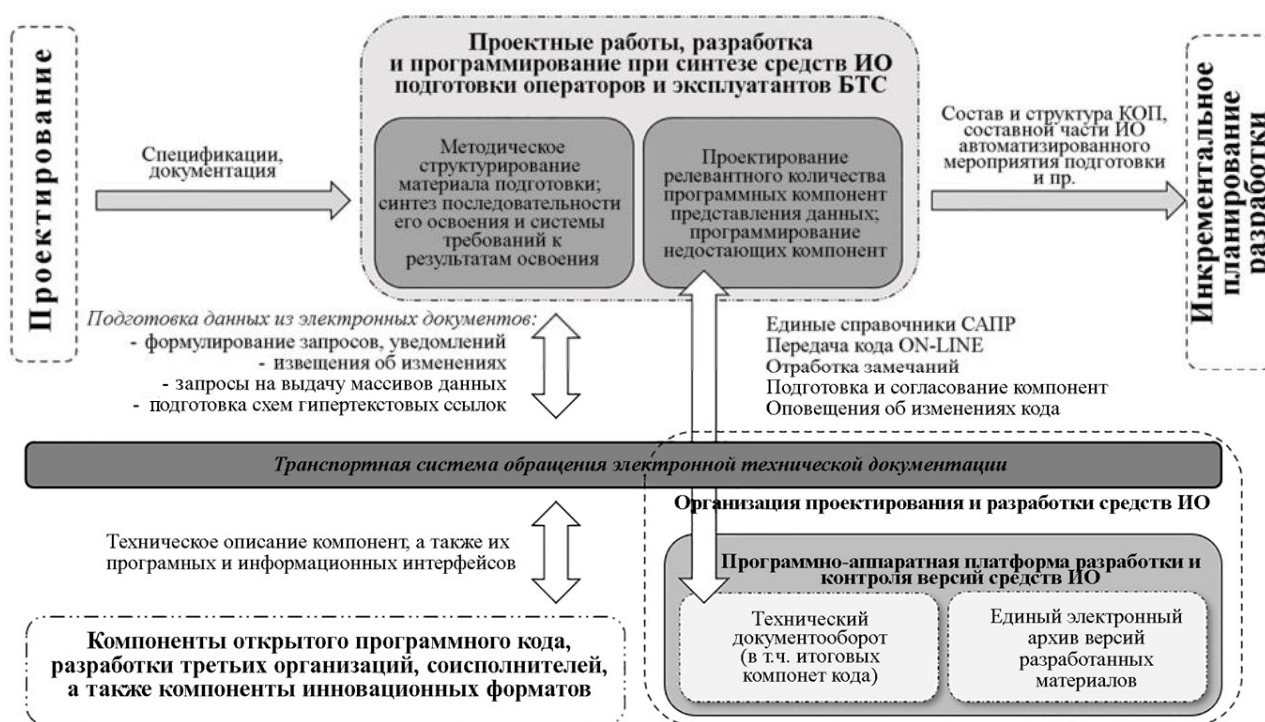 Проектирование
Спецификации,
документация
Проектные работы, разработка
и программирование при синтезе средств ИО
подготовки операторов и эксплуатантов БТС
Методическое
структурирование
материала подготовки;
синтез последовательности
его освоения и системы
требований к
результатам освоения
Проектирование
релевантного количества
программных компонент
представления данных;
программирование
недостающих компонент
Состав и структура КОП,
составной части ИО
автоматизированного
мероприятия подготовки
и пр.
Инкрементальное
планирование
разработки
Подготовка данных из электронных документов:
- формулирование запросов, уведомлений
- извещения об изменениях
- запросы на выдачу массивов данных
- подготовка схем гипертекстовых ссылок
Единые справочники САПР
Передача кода ON-LINE
Отработка замечаний
Подготовка и согласование компонент
Оповещения об изменениях кода
Транспортная система обращения электронной технической документации
Организация проектирования и разработки средств ИО
Техническое описание компонент, а также их
програмных и информационных интерфейсов
Программно-аппаратная платформа разработки и
контроля версий средств ИО
Технический
документооборот
(в т.ч. итоговых
компонет кода)
Единый электронный
архив версий
разработанных
материалов
Компоненты открытого программного кода,
разработки третьих организаций, соисполнителей,
а также компоненты инновационных форматов